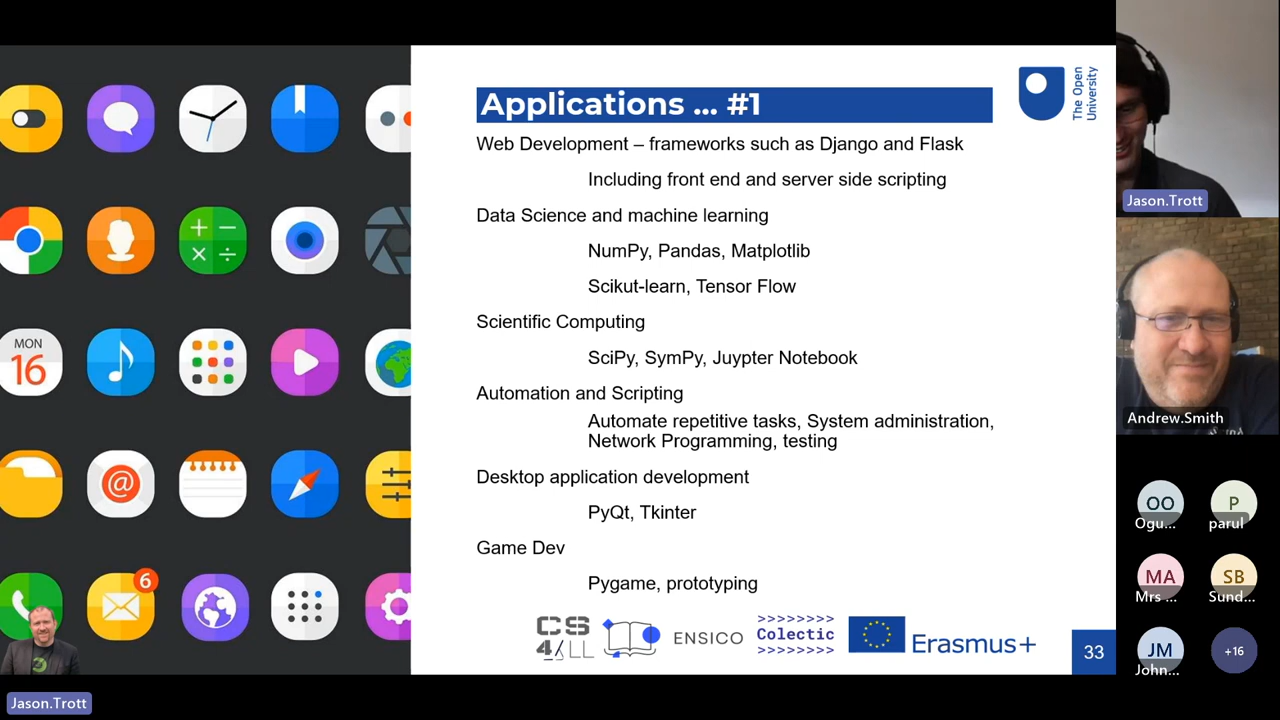 Applications ... #1
The Open
University
Web Development – frameworks such as Django and Flask
Including front end and server side scripting
Data Science and machine learning
NumPy, Pandas, Matplotlib
Scikut-learn, Tensor Flow
Scientific Computing
SciPy, SymPy, Juypter Notebook
Automation and Scripting
Automate repetitive tasks, System administration,
Network Programming, testing
Desktop application development
PyQt, Tkinter
Game Dev
Pygame, prototyping
MON
16
@
6
CS
4ALL
ENSICO
>>>>>>>>
Colectic
>>>>>>>>
Erasmus+
33
Jason.Trott
Jason.Trott
Andrew.Smith
OO
Ogu...
P
parul
MA
Mrs ...
SB
Sund...
JM
John...
+16